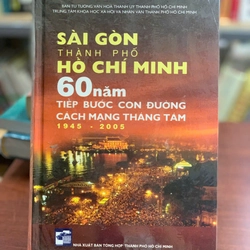 BAN TƯ TƯỞNG VĂN HÓA THÀNH ỦY THÀNH PHỐ HỒ CHÍ MINH
TRUNG TÂM KHOA HỌC XÃ HỘI VÀ NHÂN VĂN THÀNH PHỐ HỒ CHÍ MINH
SÀI GÒN
THÀNH PHỐ
HỒ CHÍ MINH
60 năm
TIẾP BƯỚC CON ĐƯỜNG
CÁCH MẠNG THÁNG TÁM
1945 - 2005
NHÀ XUẤT BẢN TỔNG HỢP THÀNH PHỐ HỒ CHÍ MINH